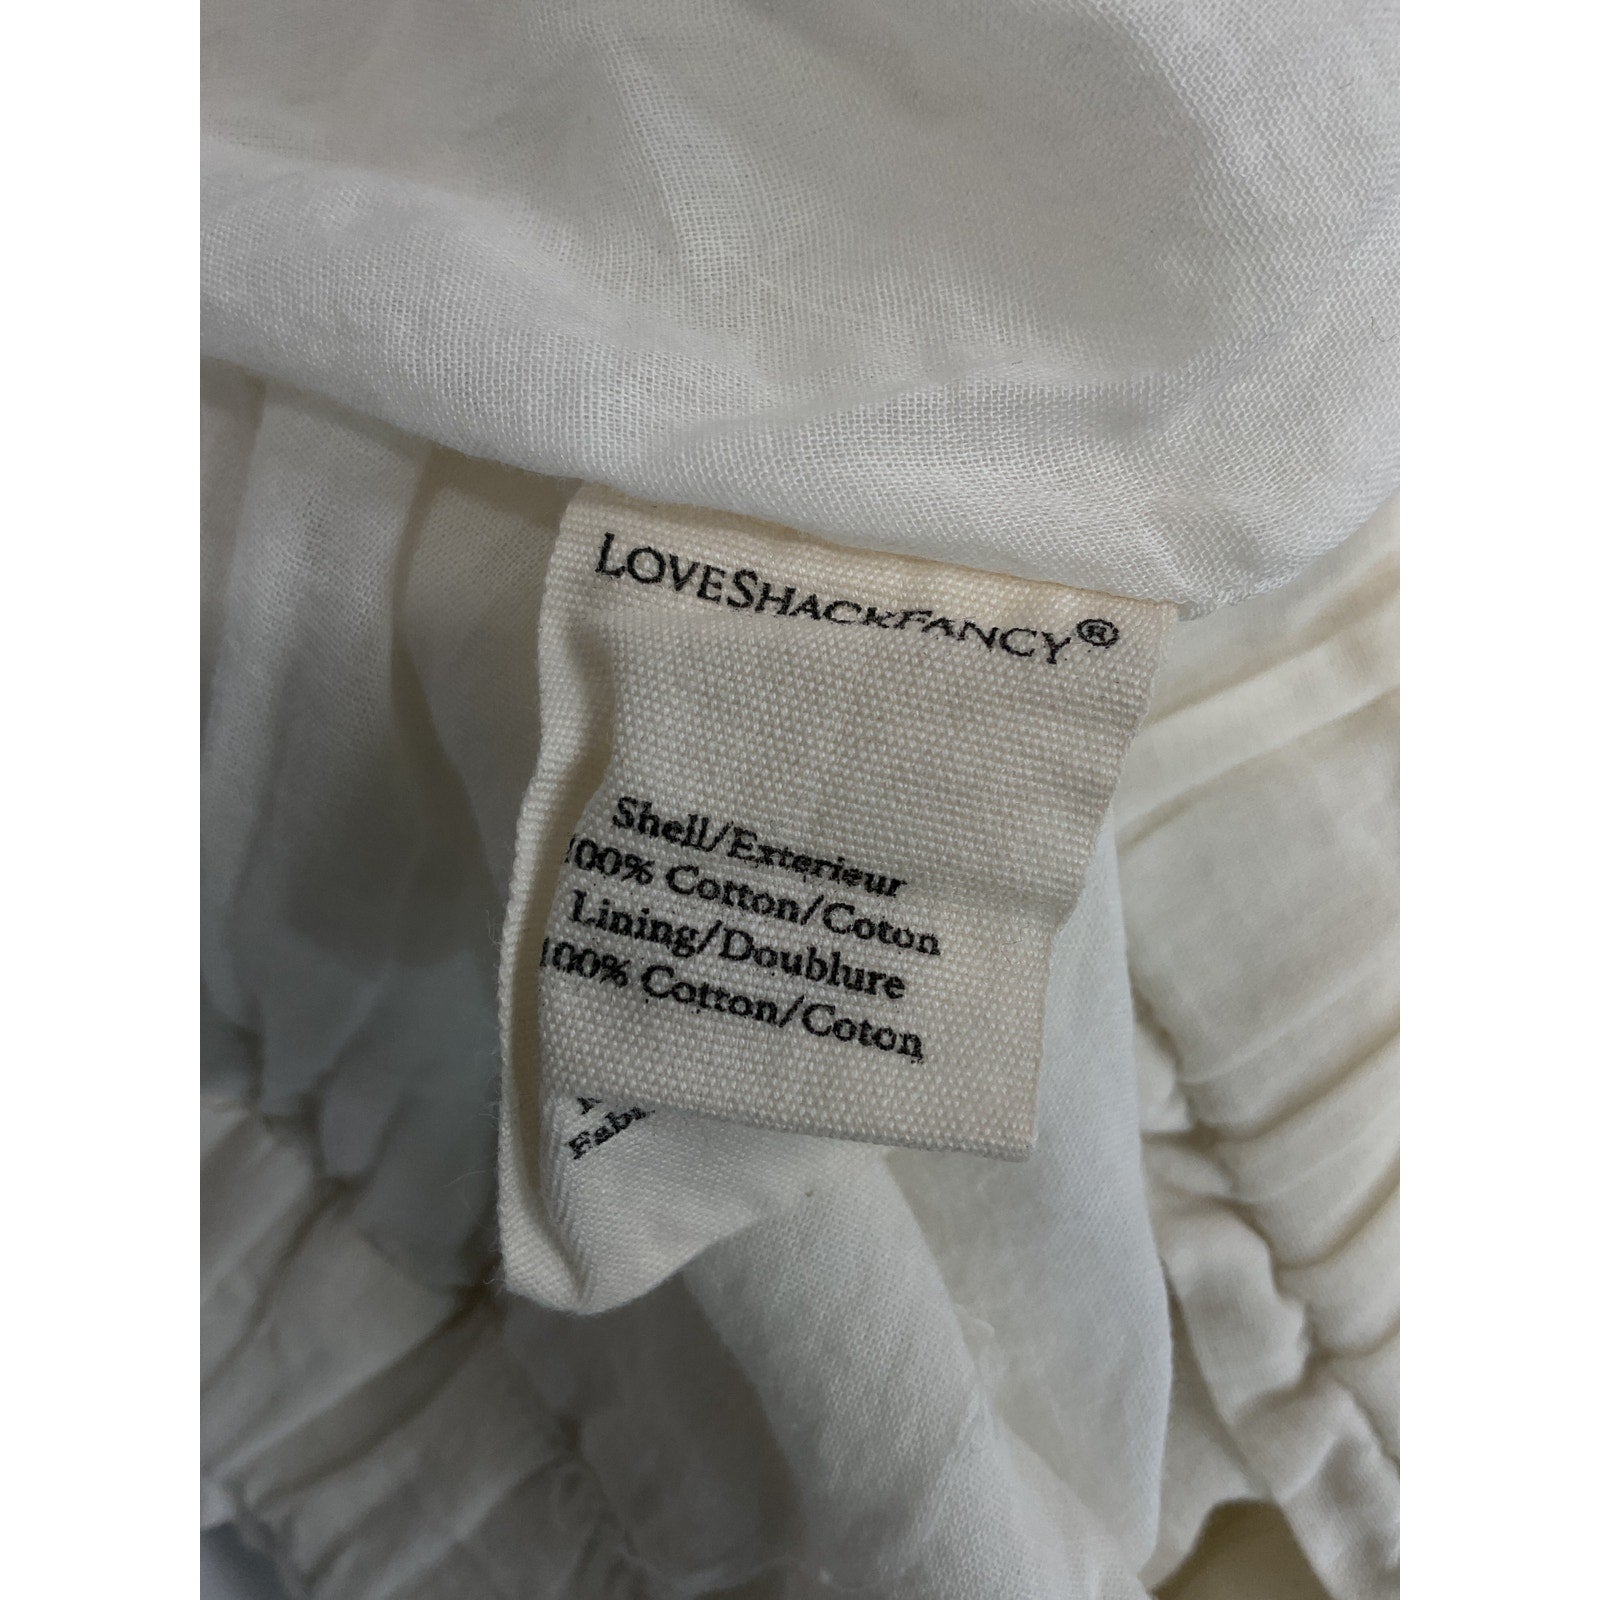 LOVESHACKFANCY®
Shell/Exterieur
100% Cotton/Coton
Lining/Doublure
100% Cotton/Coton